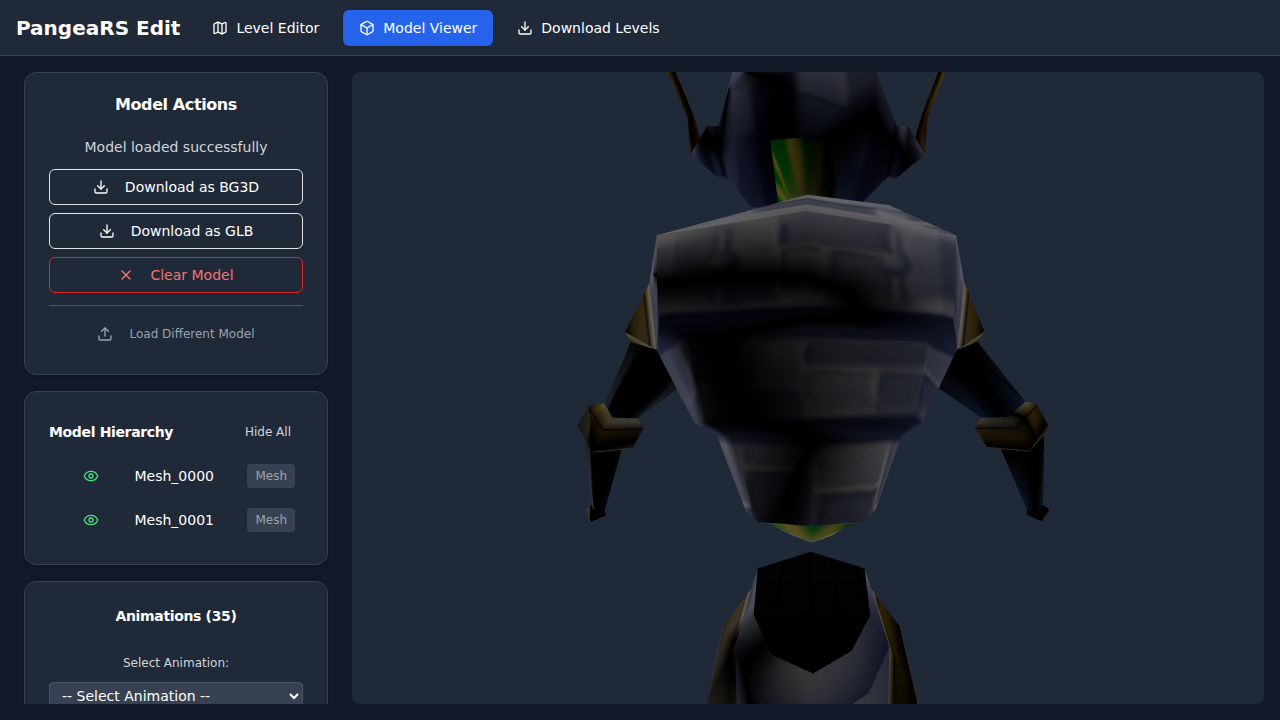 PangeaRS Edit
Level Editor
Model Viewer
Download Levels
Model Actions
Model loaded successfully
Download as BG3D
Download as GLB
Clear Model
Load Different Model
Model Hierarchy
Hide All
Mesh_0000
Mesh
Mesh_0001
Mesh
Animations (35)
Select Animation:
-- Select Animation --